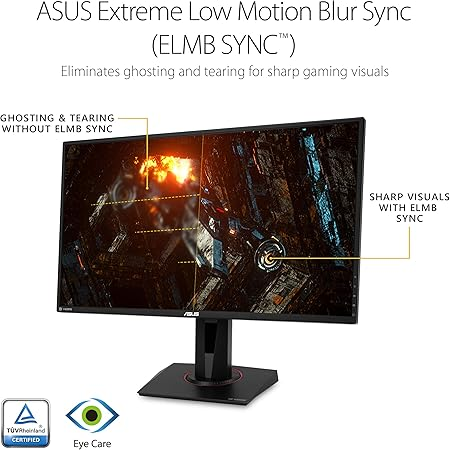 ASUS Extreme Low Motion Blur Sync
(ELMB SYNC™)
Eliminates ghosting and tearing for sharp gaming visuals
GHOSTING & TEARING
WITHOUT ELMB SYNC
SHARP VISUALS
WITH ELMB
SYNC
ASUS
TÜVRheinland
CERTIFIED
Eye Care